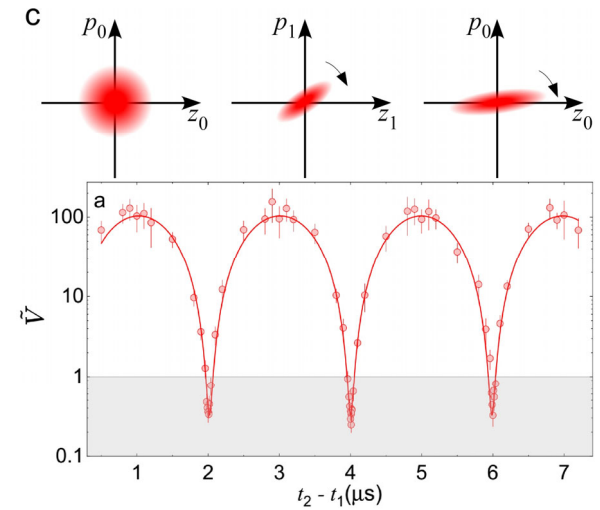 c
p₀ p₁ p₀
z₀ z₁ z₀
a
100
10
1
0.1
Ṽ
1 2 3 4 5 6 7
t₂ - t₁(μs)